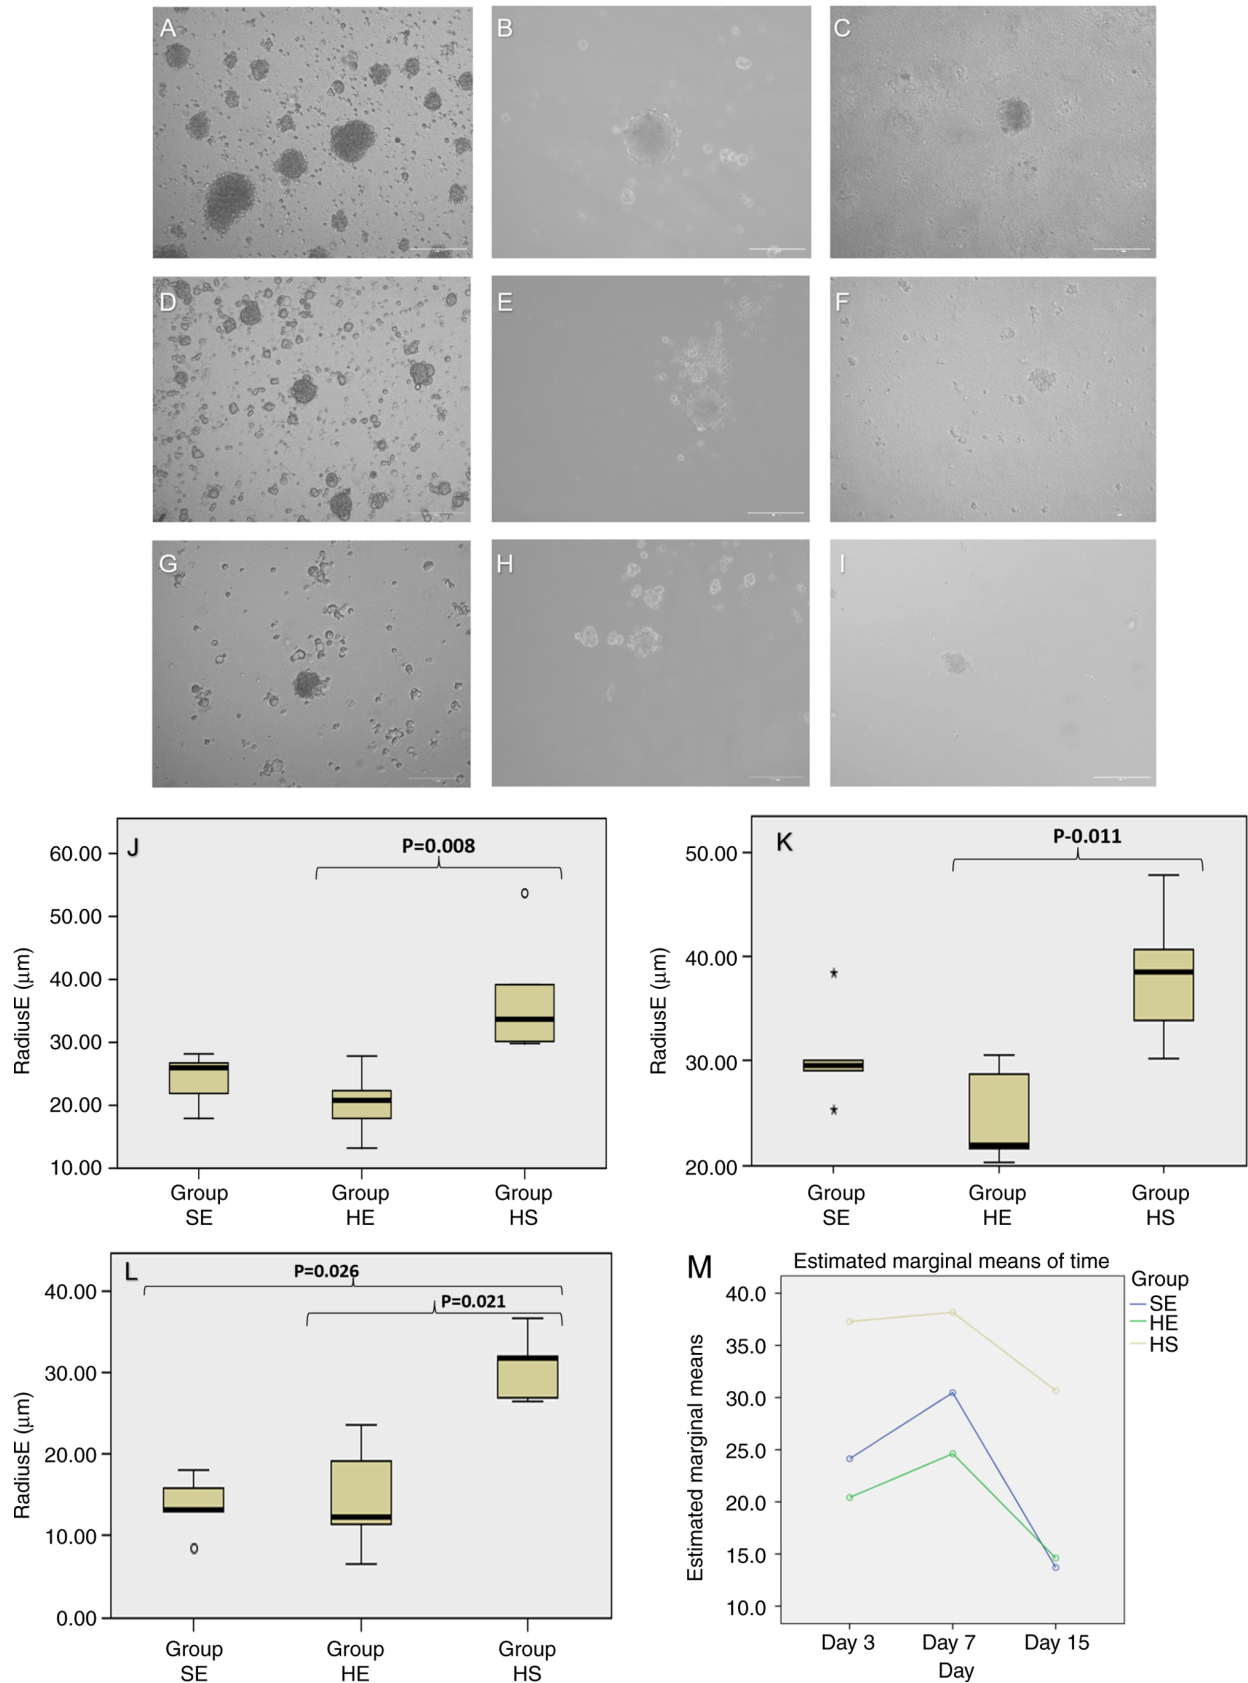 A
B
C
D
E
F
G
H
I
J
P=0.008
60.00
50.00
40.00
30.00
20.00
10.00
RadiusE (μm)
Group SE
Group HE
Group HS
K
P-0.011
50.00
40.00
30.00
20.00
RadiusE (μm)
Group SE
Group HE
Group HS
L
P=0.026
P=0.021
40.00
30.00
20.00
10.00
0.00
RadiusE (μm)
Group SE
Group HE
Group HS
M
Estimated marginal means of time
Group
SE
HE
HS
40.0
35.0
30.0
25.0
20.0
15.0
10.0
Estimated marginal means
Day 3
Day 7
Day 15
Day